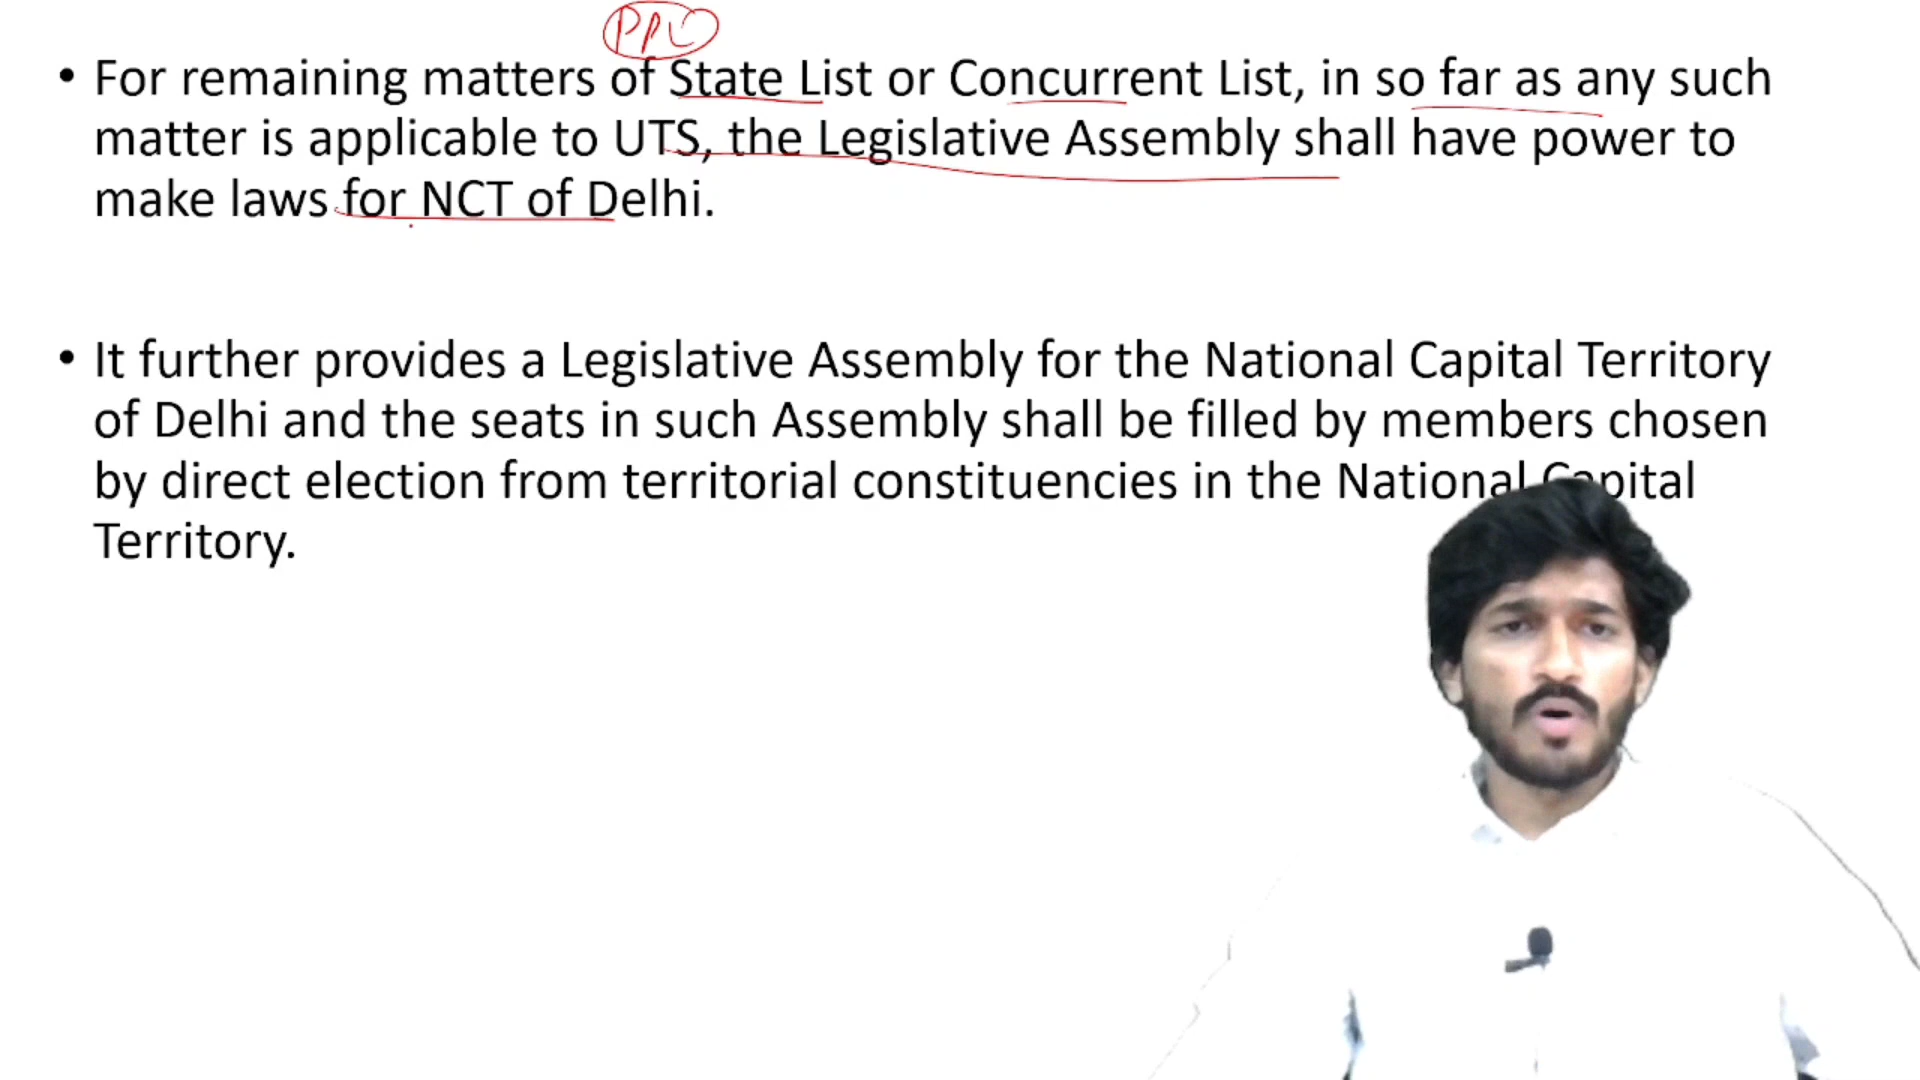 PPL
• For remaining matters of State List or Concurrent List, in so far as any such
matter is applicable to UTS, the Legislative Assembly shall have power to
make laws for NCT of Delhi.
• It further provides a Legislative Assembly for the National Capital Territory
of Delhi and the seats in such Assembly shall be filled by members chosen
by direct election from territorial constituencies in the National Capital
Territory.